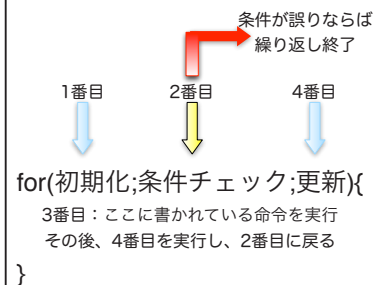 条件が誤りならば
繰り返し終了
1番目 2番目 4番目
for(初期化;条件チェック;更新){
3番目：ここに書かれている命令を実行
その後、4番目を実行し、2番目に戻る
}